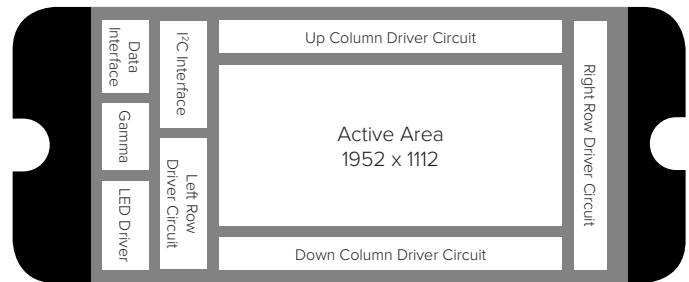 Data
Interface
Gamma
LED Driver
I²C Interface
Left Row
Driver Circuit
Up Column Driver Circuit
Active Area
1952 x 1112
Down Column Driver Circuit
Right Row Driver Circuit